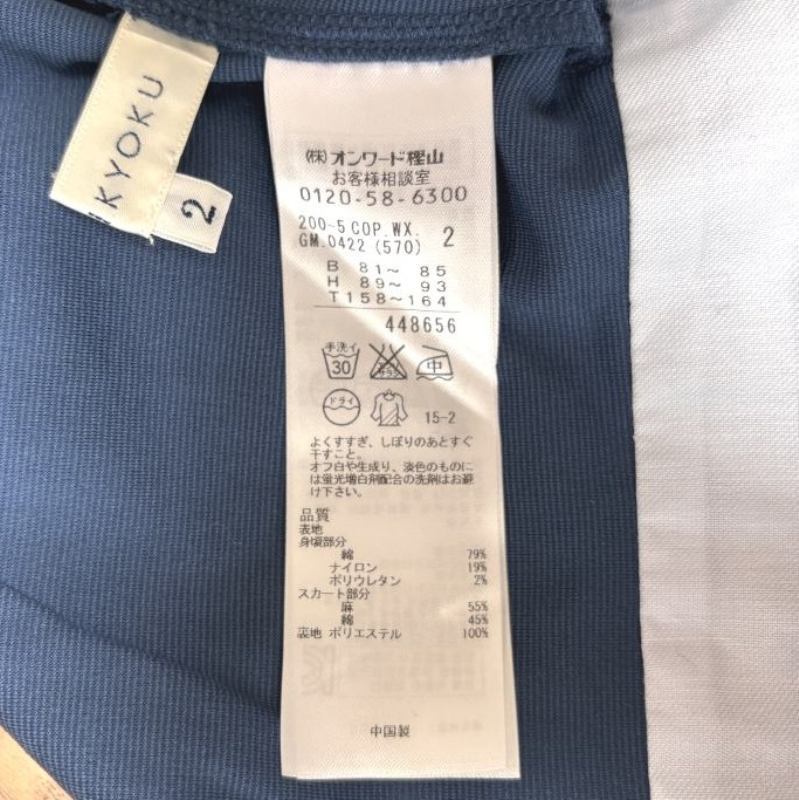 KYOKU
2
(株)オンワード樫山
お客様相談室
0120-58-6300
200-5 COP.WX. 2
GM.0422 (570)
B 81～ 85
H 89～ 93
T 158～164
448656
手洗イ
30
中
ドライ
15-2
よくすすぎ、しぼりのあとすぐ
干すこと。
オフ白や生成り、淡色のものに
は蛍光増白剤配合の洗剤はお避
け下さい。
品質
表地
身頃部分
綿 79%
ナイロン 19%
ポリウレタン 2%
スカート部分
麻 55%
綿 45%
裏地 ポリエステル 100%
中国製